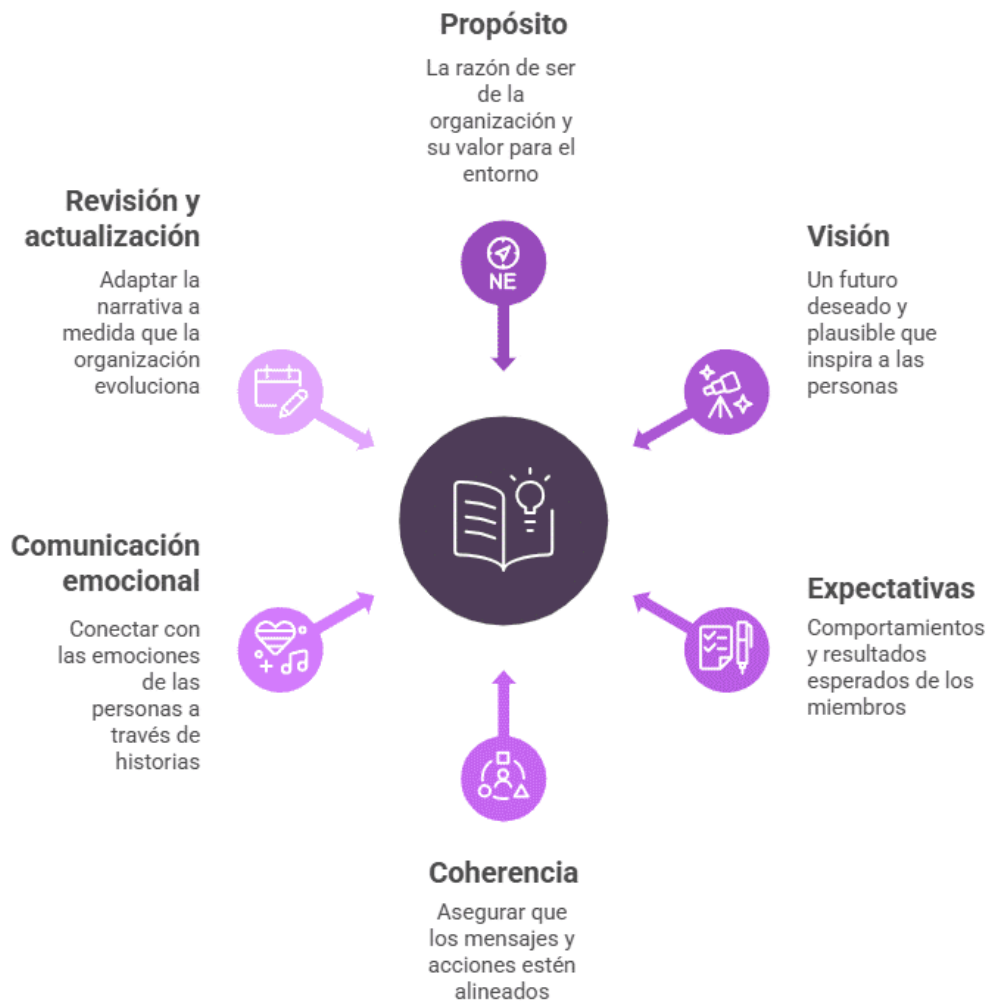 Propósito
La razón de ser
de la
organización y
su valor para el
entorno
NE
Visión
Un futuro
deseado y
plausible que
inspira a las
personas
Expectativas
Comportamientos
y resultados
esperados de los
miembros
Coherencia
Asegurar que
los mensajes y
acciones estén
alineados
Comunicación
emocional
Conectar con
las emociones
de las
personas a
través de
historias
Revisión y
actualización
Adaptar la
narrativa a
medida que la
organización
evoluciona